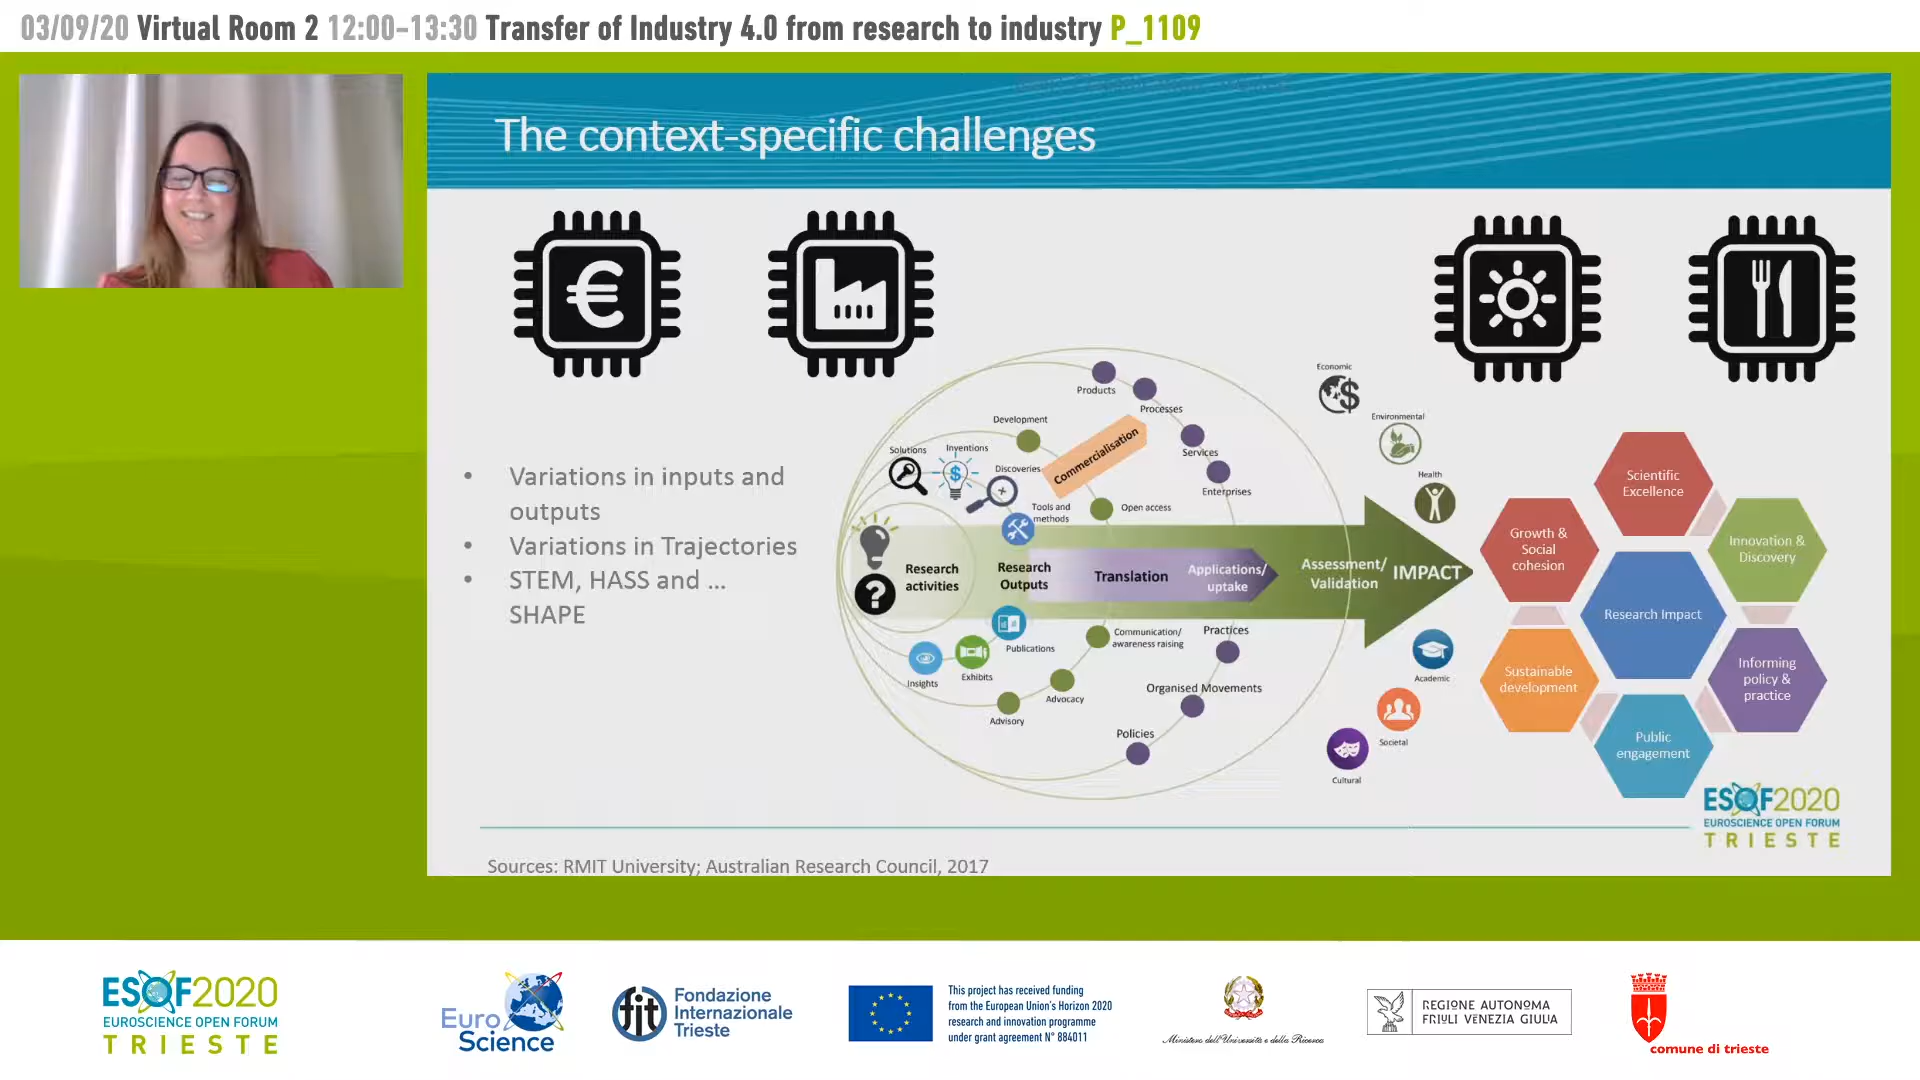 03/09/20 Virtual Room 2 12:00-13:30 Transfer of Industry 4.0 from research to industry P_1109
The context-specific challenges
€
• Variations in inputs and
outputs
• Variations in Trajectories
• STEM, HASS and ...
SHAPE
Products
Processes
Services
Enterprises
Development
Commercialisation
Solutions
Inventions
Discoveries
Tools and
methods
Open access
Research
activities
Research
Outputs
Translation
Applications/
uptake
Assessment/
Validation
IMPACT
Insights
Exhibits
Publications
Communication/
awareness raising
Practices
Advocacy
Advisory
Organised Movements
Policies
Economic
$
Environmental
Health
Academic
Societal
Cultural
Scientific
Excellence
Growth &
Social
cohesion
Innovation &
Discovery
Research Impact
Sustainable
development
Informing
policy &
practice
Public
engagement
ESOF2020
EUROSCIENCE OPEN FORUM
TRIESTE
Sources: RMIT University; Australian Research Council, 2017
ESOF2020
EUROSCIENCE OPEN FORUM
TRIESTE
Euro
Science
fit
Fondazione
Internazionale
Trieste
This project has received funding
from the European Union's Horizon 2020
research and innovation programme
under grant agreement N° 884011
Ministero dell'Università e della Ricerca
REGIONE AUTONOMA
FRIULI VENEZIA GIULIA
comune di trieste